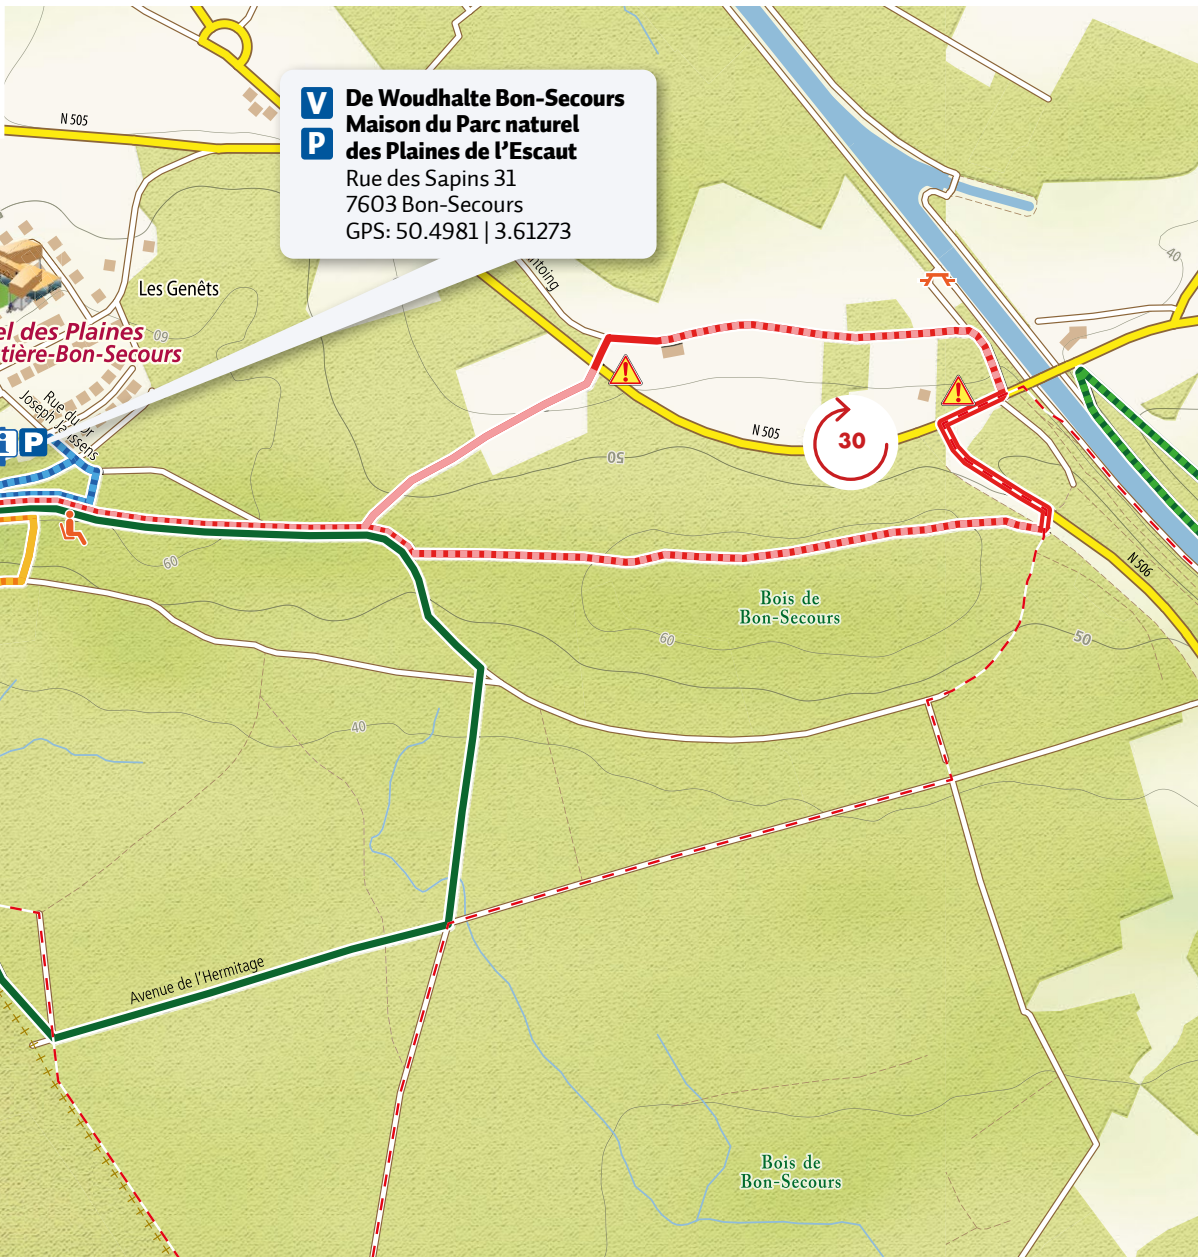 N 505
V De Woudhalte Bon-Secours
P Maison du Parc naturel
des Plaines de l'Escaut
Rue des Sapins 31
7603 Bon-Secours
GPS: 50.4981 | 3.61273
40
Les Genêts
60
el des Plaines
tière-Bon-Secours
Rue du
Joseph
i P
N 505
30
50
60
N 506
Bois de
Bon-Secours
60
50
40
Avenue de l'Hermitage
Bois de
Bon-Secours